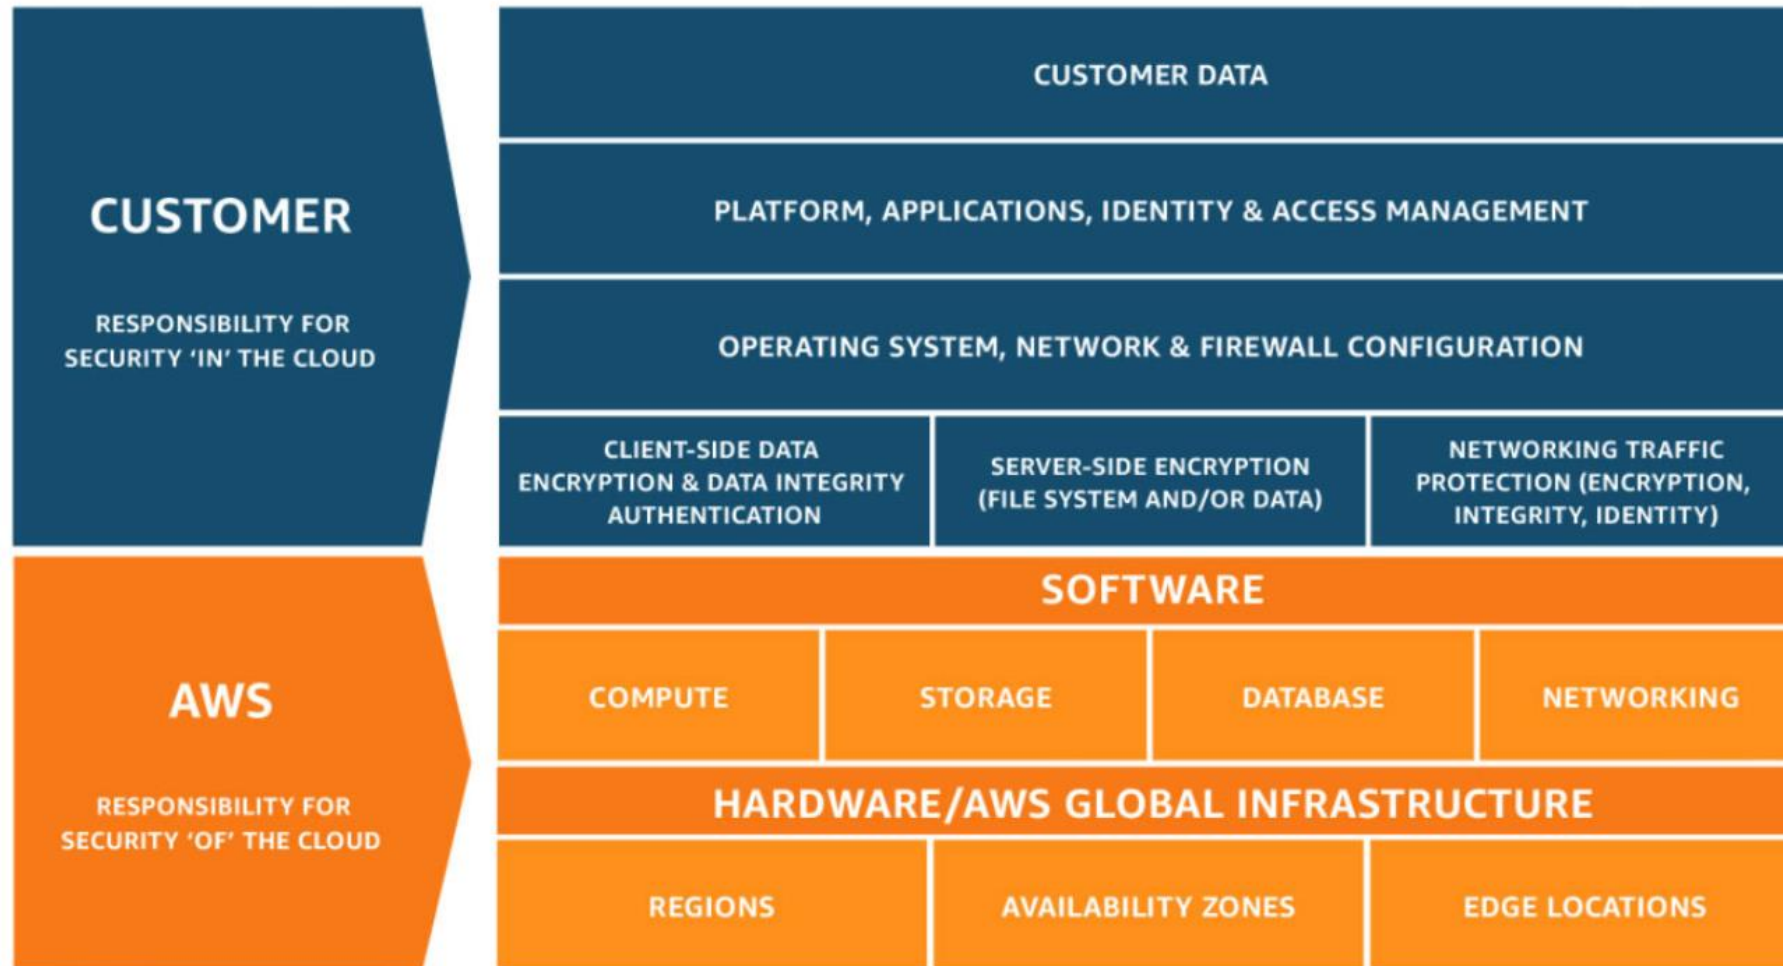 CUSTOMER
RESPONSIBILITY FOR
SECURITY ‘IN’ THE CLOUD
CUSTOMER DATA
PLATFORM, APPLICATIONS, IDENTITY & ACCESS MANAGEMENT
OPERATING SYSTEM, NETWORK & FIREWALL CONFIGURATION
CLIENT-SIDE DATA
ENCRYPTION & DATA INTEGRITY
AUTHENTICATION
SERVER-SIDE ENCRYPTION
(FILE SYSTEM AND/OR DATA)
NETWORKING TRAFFIC
PROTECTION (ENCRYPTION,
INTEGRITY, IDENTITY)
AWS
RESPONSIBILITY FOR
SECURITY ‘OF’ THE CLOUD
SOFTWARE
COMPUTE
STORAGE
DATABASE
NETWORKING
HARDWARE/AWS GLOBAL INFRASTRUCTURE
REGIONS
AVAILABILITY ZONES
EDGE LOCATIONS